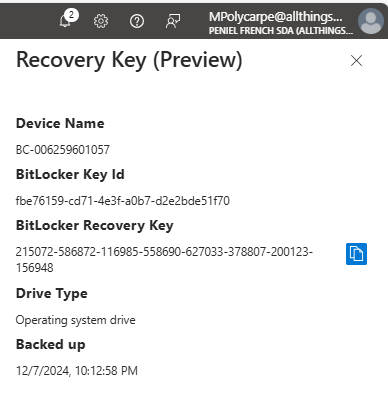 2
MPolycarpe@allthings...
PENIEL FRENCH SDA (ALLTHINGS...
Recovery Key (Preview)
Device Name
BC-006259601057
BitLocker Key Id
fbe76159-cd71-4e3f-a0b7-d2e2bde51f70
BitLocker Recovery Key
215072-586872-116985-558690-627033-378807-200123-
156948
Drive Type
Operating system drive
Backed up
12/7/2024, 10:12:58 PM